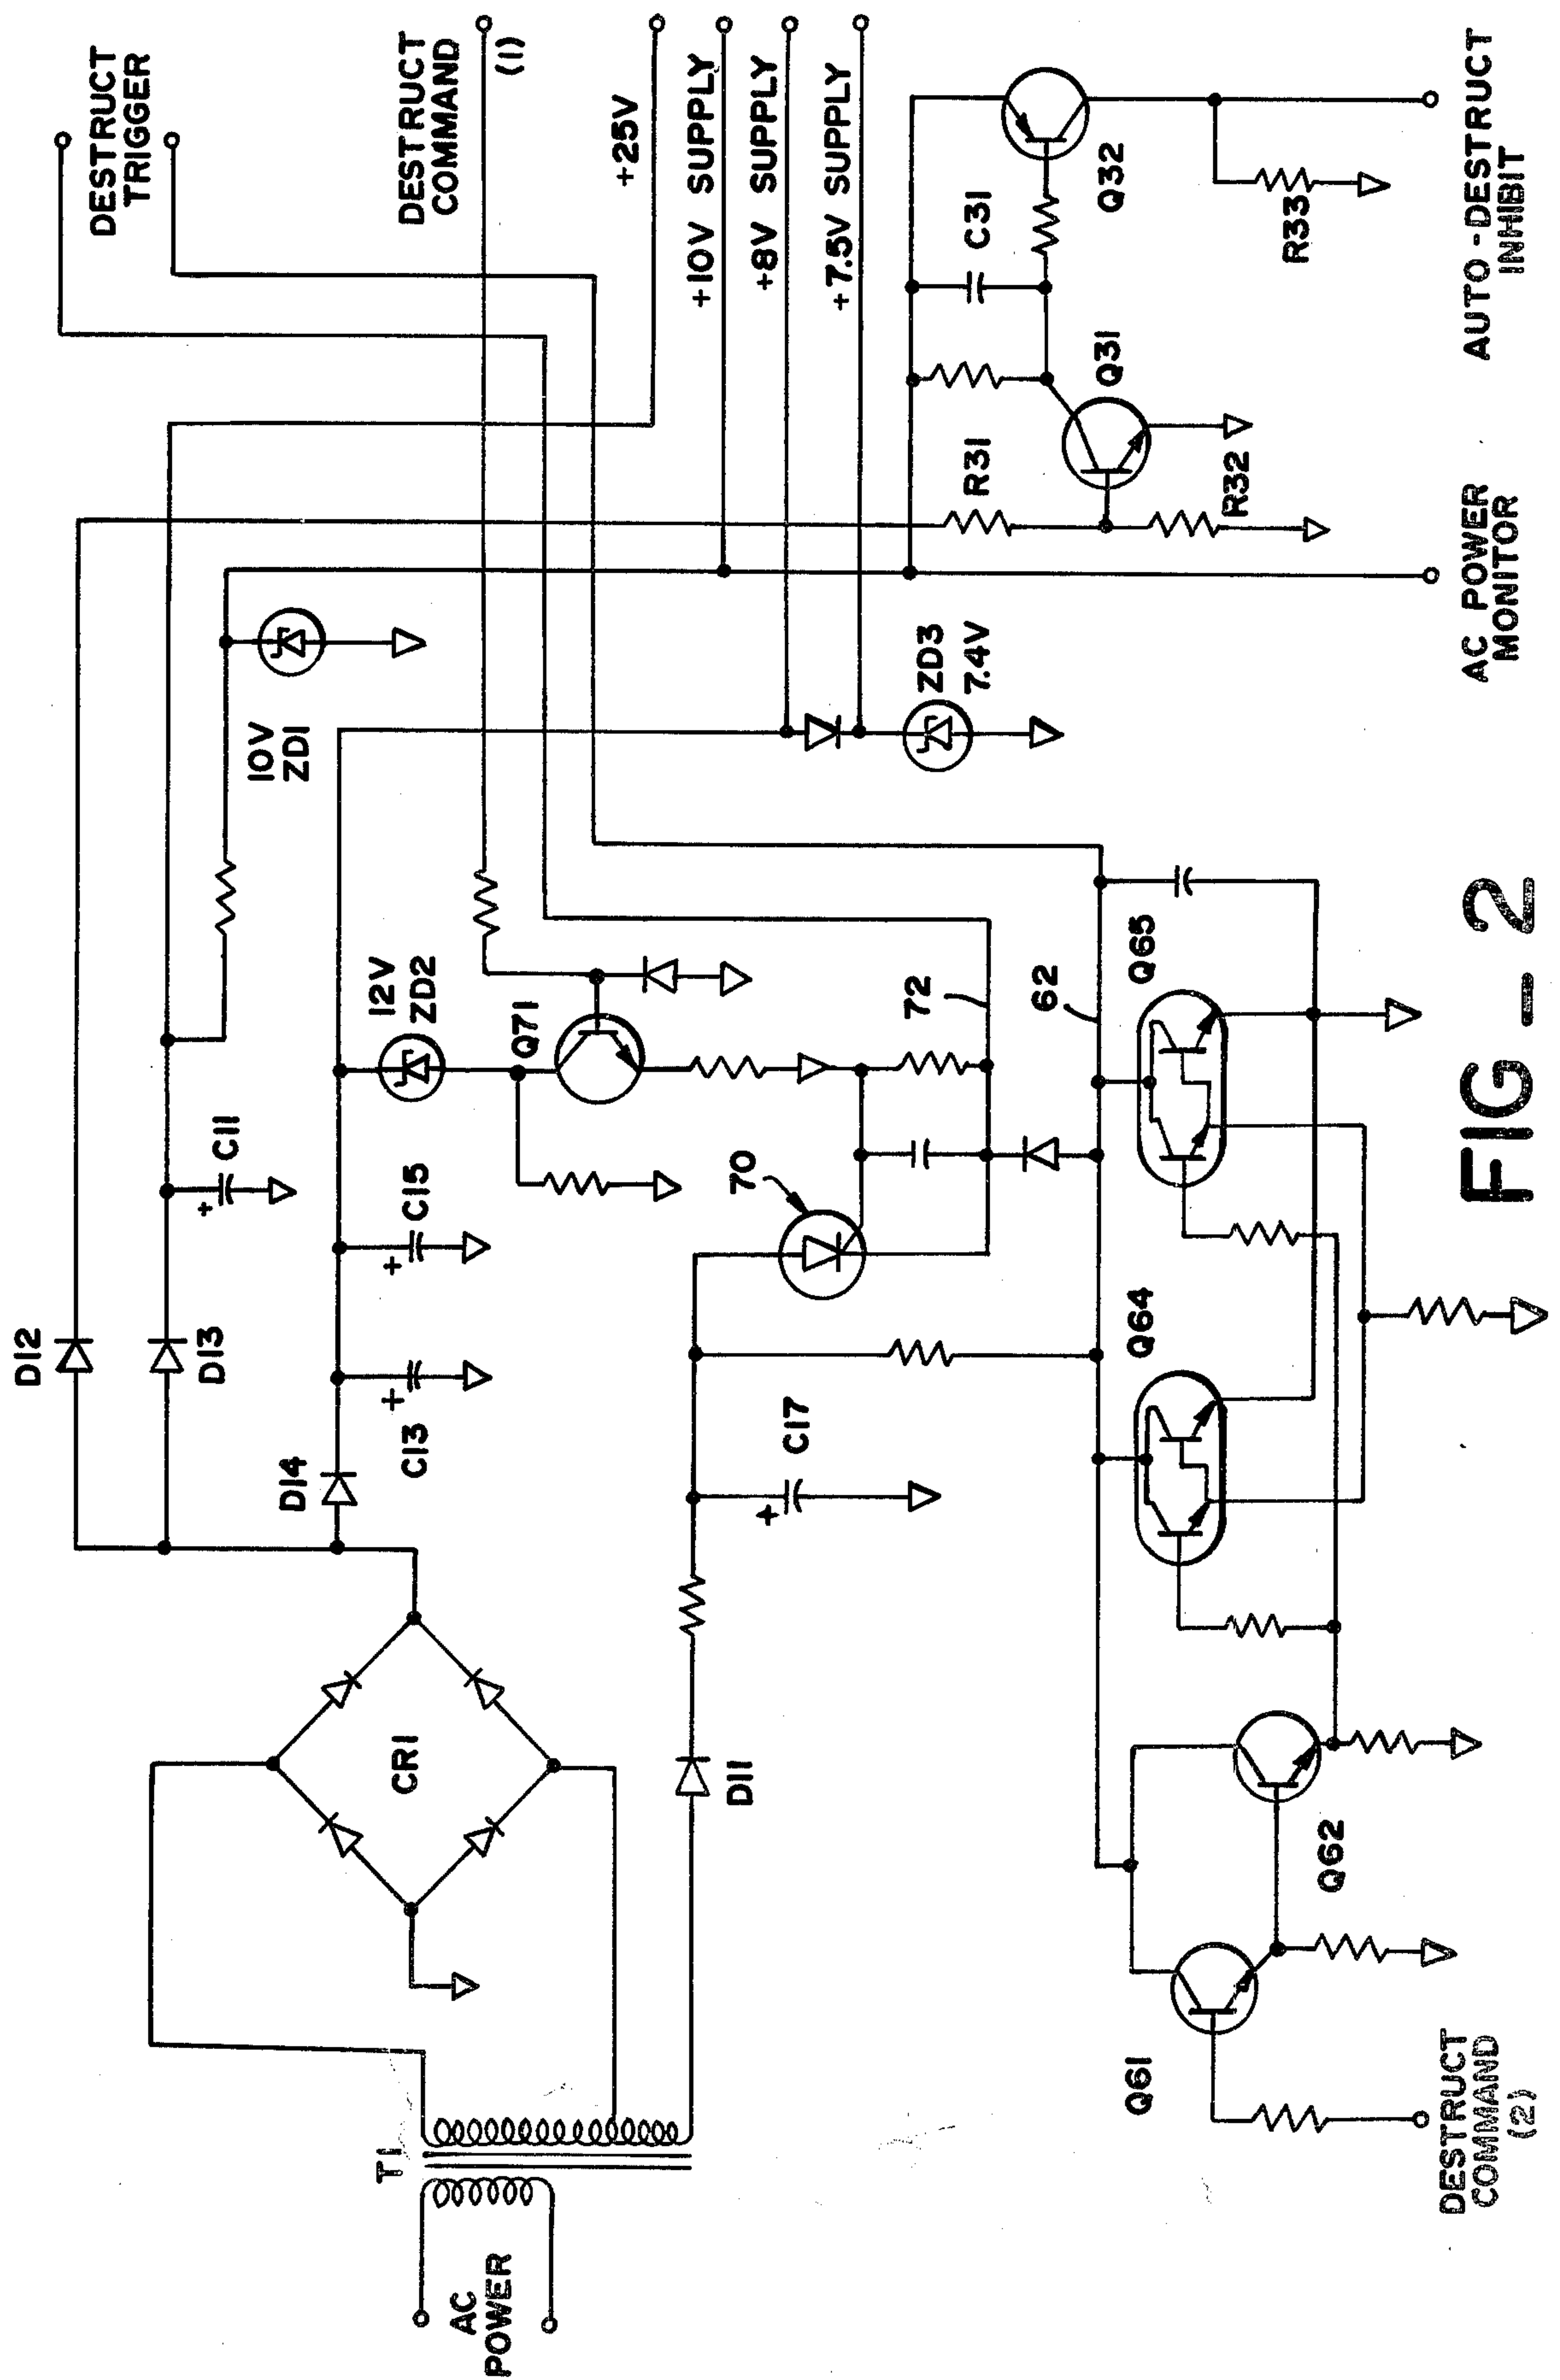 DESTRUCT
TRIGGER
DESTRUCT
COMMAND
(1)
+25V
+10V SUPPLY
+8V SUPPLY
+7.5V SUPPLY
D12
D13
C11
10V
ZD1
D14
C13
C15
12V
ZD2
Q71
CR1
T1
AC
POWER
D11
C17
70
72
62
ZD3
7.4V
R31
R32
Q31
C31
Q32
R33
Q61
Q62
Q64
Q65
DESTRUCT
COMMAND
(2)
AC POWER
MONITOR
AUTO-DESTRUCT
INHIBIT
FIG - 2